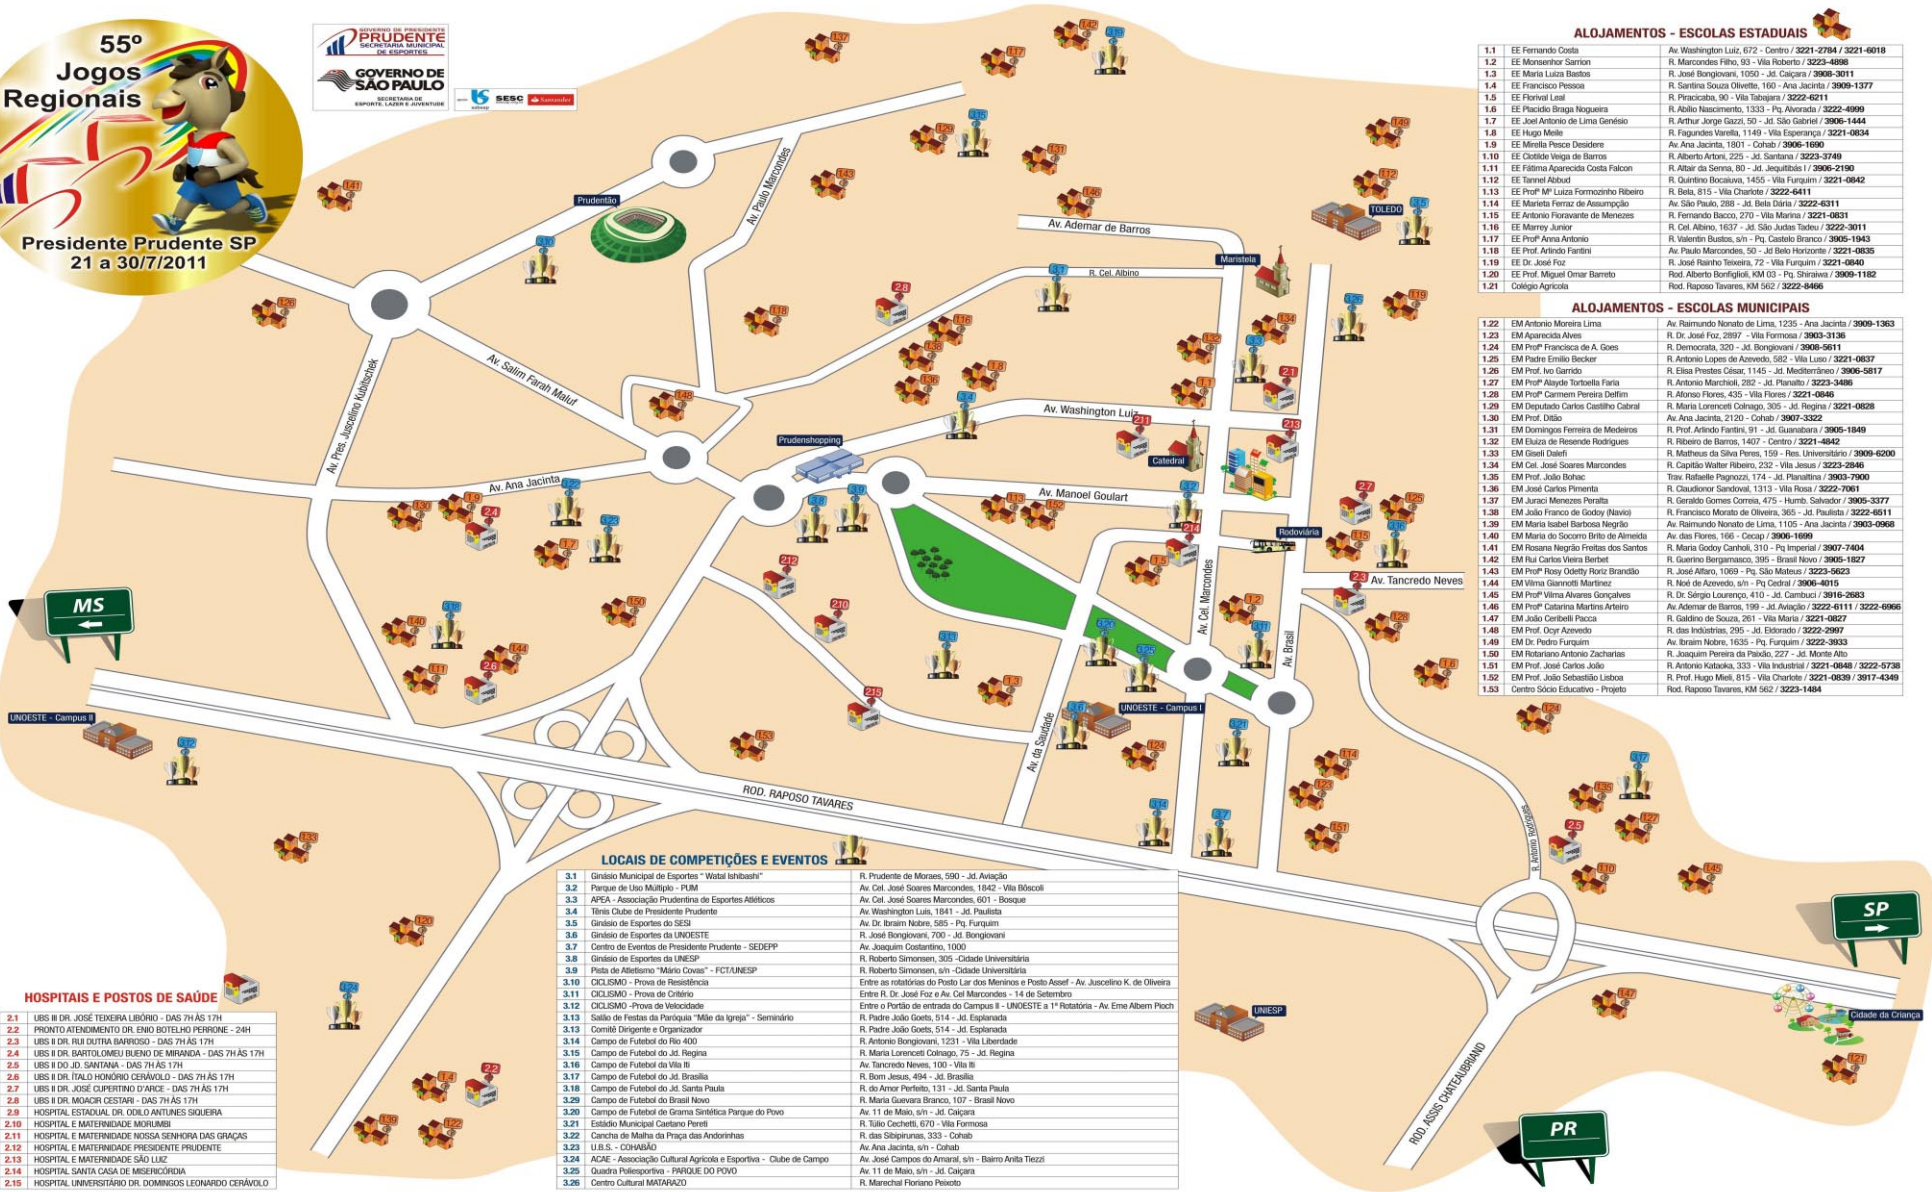 55º
Jogos
Regionais
Presidente Prudente SP
21 a 30/7/2011
GOVERNO DE PRESIDENTE
PRUDENTE
SECRETARIA MUNICIPAL
DE ESPORTES
GOVERNO DE
SÃO PAULO
SECRETARIA DE
ESPORTE, LAZER E JUVENTUDE
SESC
Santander
ALOJAMENTOS - ESCOLAS ESTADUAIS
1.1 EE Fernando Costa Av. Washington Luiz, 672 - Centro / 3221-2784 / 3221-6018
1.2 EE Monsenhor Sarrion R. Marcondes Filho, 93 - Vila Roberto / 3223-4898
1.3 EE Maria Luiza Bastos R. José Bongiovani, 1050 - Jd. Caiçara / 3908-3011
1.4 EE Francisco Pessoa R. Santina Souza Olivette, 160 - Ana Jacinta / 3909-1377
1.5 EE Florival Leal R. Piracicaba, 90 - Vila Tabajara / 3222-6211
1.6 EE Placidio Braga Nogueira R. Abílio Nascimento, 1333 - Pq. Alvorada / 3222-4999
1.7 EE Joel Antonio de Lima Genésio R. Arthur Jorge Gazzi, 50 - Jd. São Gabriel / 3906-1444
1.8 EE Hugo Meile R. Fagundes Varella, 1149 - Vila Esperança / 3221-0834
1.9 EE Mirella Pesce Desidere Av. Ana Jacinta, 1801 - Cohab / 3906-1690
1.10 EE Clotilde Veiga de Barros R. Alberto Artoni, 225 - Jd. Santana / 3223-3749
1.11 EE Fátima Aparecida Costa Falcon R. Altair da Senna, 80 - Jd. Jequitibás I / 3906-2190
1.12 EE Tannel Abbud R. Quintino Bocaiuva, 1455 - Vila Furquim / 3221-0842
1.13 EE Profª Mª Luiza Formozinho Ribeiro R. Bela, 815 - Vila Charlote / 3222-6411
1.14 EE Marieta Ferraz de Assumpção Av. São Paulo, 288 - Jd. Bela Dária / 3222-6311
1.15 EE Antonio Fioravante de Menezes R. Fernando Bacco, 270 - Vila Marina / 3221-0831
1.16 EE Marrey Junior R. Cel. Albino, 1637 - Jd. São Judas Tadeu / 3222-3011
1.17 EE Profª Anna Antonio R. Valentin Bustos, s/n - Pq. Castelo Branco / 3905-1943
1.18 EE Prof. Arlindo Fantini Av. Paulo Marcondes, 50 - Jd Belo Horizonte / 3221-0835
1.19 EE Dr. José Foz R. José Rainho Teixeira, 72 - Vila Furquim / 3221-0840
1.20 EE Prof. Miguel Omar Barreto Rod. Alberto Bonfiglioli, KM 03 - Pq. Shiraiwa / 3909-1182
1.21 Colégio Agrícola Rod. Raposo Tavares, KM 562 / 3222-8466
ALOJAMENTOS - ESCOLAS MUNICIPAIS
1.22 EM Antonio Moreira Lima Av. Raimundo Nonato de Lima, 1235 - Ana Jacinta / 3909-1363
1.23 EM Aparecida Alves R. Dr. José Foz, 2897 - Vila Formosa / 3903-3136
1.24 EM Profª Francisca de A. Goes R. Democrata, 320 - Jd. Bongiovani / 3908-5611
1.25 EM Padre Emilio Becker R. Antonio Lopes de Azevedo, 582 - Vila Luso / 3221-0837
1.26 EM Prof. Ivo Garrido R. Elisa Prestes César, 1145 - Jd. Mediterrâneo / 3906-5817
1.27 EM Profª Alayde Tortoella Faria R. Antonio Marchioli, 282 - Jd. Planalto / 3223-3486
1.28 EM Profª Carmem Pereira Delfim R. Afonso Flores, 435 - Vila Flores / 3221-0846
1.29 EM Deputado Carlos Castilho Cabral R. Maria Lorenceti Colnago, 305 - Jd. Regina / 3221-0828
1.30 EM Prof. Ditão Av. Ana Jacinta, 2120 - Cohab / 3907-3322
1.31 EM Domingos Ferreira de Medeiros R. Prof. Arlindo Fantini, 91 - Jd. Guanabara / 3905-1849
1.32 EM Eluiza de Resende Rodrigues R. Ribeiro de Barros, 1407 - Centro / 3221-4842
1.33 EM Giseli Dalefi R. Matheus da Silva Peres, 159 - Res. Universitário / 3909-6200
1.34 EM Cel. José Soares Marcondes R. Capitão Walter Ribeiro, 232 - Vila Jesus / 3223-2846
1.35 EM Prof. João Bohac Trav. Rafaelle Pagnozzi, 174 - Jd. Planaltina / 3903-7900
1.36 EM José Carlos Pimenta R. Claudionor Sandoval, 1313 - Vila Rosa / 3222-7061
1.37 EM Juraci Menezes Peralta R. Geraldo Gomes Correia, 475 - Humb. Salvador / 3905-3377
1.38 EM João Franco de Godoy (Navio) R. Francisco Morato de Oliveira, 365 - Jd. Paulista / 3222-6511
1.39 EM Maria Isabel Barbosa Negrão Av. Raimundo Nonato de Lima, 1105 - Ana Jacinta / 3903-0968
1.40 EM Maria do Socorro Brito de Almeida Av. das Flores, 166 - Cecap / 3906-1699
1.41 EM Rosana Negrão Freitas dos Santos R. Maria Godoy Canholi, 310 - Pq Imperial / 3907-7404
1.42 EM Rui Carlos Vieira Berbet R. Guerino Bergamasco, 395 - Brasil Novo / 3905-1827
1.43 EM Profª Rosy Odetty Roriz Brandão R. José Alfaro, 1069 - Pq. São Mateus / 3223-5623
1.44 EM Vilma Giannotti Martinez R. Noé de Azevedo, s/n - Pq Cedral / 3906-4015
1.45 EM Profª Vilma Alvares Gonçalves R. Dr. Sérgio Lourenço, 410 - Jd. Cambuci / 3916-2683
1.46 EM Profª Catarina Martins Arteiro Av. Ademar de Barros, 199 - Jd. Aviação / 3222-6111 / 3222-6966
1.47 EM João Ceribelli Pacca R. Galdino de Souza, 261 - Vila Maria / 3221-0827
1.48 EM Prof. Ocyr Azevedo R. das Indústrias, 295 - Jd. Eldorado / 3222-2997
1.49 EM Dr. Pedro Furquim Av. Ibraim Nobre, 1635 - Pq. Furquim / 3222-3933
1.50 EM Rotariano Antonio Zacharias R. Joaquim Pereira da Paixão, 227 - Jd. Monte Alto
1.51 EM Prof. José Carlos João R. Antonio Kataoka, 333 - Vila Industrial / 3221-0848 / 3222-5738
1.52 EM Prof. João Sebastião Lisboa R. Prof. Hugo Mieli, 815 - Vila Charlote / 3221-0839 / 3917-4349
1.53 Centro Sócio Educativo - Projeto Rod. Raposo Tavares, KM 562 / 3223-1484
Prudentão
Av. Paulo Marcondes
Av. Ademar de Barros
TOLEDO
Maristela
R. Cel. Albino
Av. Salim Farah Maluf
Av. Pres. Juscelino Kubitschek
Av. Washington Luiz
Prudenshopping
Catedral
Av. Ana Jacinta
Av. Manoel Goulart
Rodoviária
Av. Tancredo Neves
Av. Cel. Marcondes
Av. Brasil
MS
UNOESTE - Campus II
UNOESTE - Campus I
Av. da Saudade
ROD. RAPOSO TAVARES
R. Antonio Rodrigues
SP
Cidade da Criança
UNIESP
ROD. ASSIS CHATEAUBRIAND
PR
LOCAIS DE COMPETIÇÕES E EVENTOS
3.1 Ginásio Municipal de Esportes " Watal Ishibashi" R. Prudente de Moraes, 590 - Jd. Aviação
3.2 Parque de Uso Múltiplo - PUM Av. Cel. José Soares Marcondes, 1842 - Vila Bôscoli
3.3 APEA - Associação Prudentina de Esportes Atléticos Av. Cel. José Soares Marcondes, 601 - Bosque
3.4 Tênis Clube de Presidente Prudente Av. Washington Luis, 1841 - Jd. Paulista
3.5 Ginásio de Esportes do SESI Av. Dr. Ibraim Nobre, 585 - Pq. Furquim
3.6 Ginásio de Esportes da UNOESTE R. José Bongiovani, 700 - Jd. Bongiovani
3.7 Centro de Eventos de Presidente Prudente - SEDEPP Av. Joaquim Costantino, 1000
3.8 Ginásio de Esportes da UNESP R. Roberto Simonsen, 305 -Cidade Universitária
3.9 Pista de Atletismo "Mário Covas" - FCT/UNESP R. Roberto Simonsen, s/n -Cidade Universitária
3.10 CICLISMO - Prova de Resistência Entre as rotatórias do Posto Lar dos Meninos e Posto Assef - Av. Juscelino K. de Oliveira
3.11 CICLISMO - Prova de Critério Entre R. Dr. José Foz e Av. Cel Marcondes - 14 de Setembro
3.12 CICLISMO -Prova de Velocidade Entre o Portão de entrada do Campus II - UNOESTE a 1ª Rotatória - Av. Eme Albem Pioch
3.13 Salão de Festas da Paróquia "Mãe da Igreja" - Seminário R. Padre João Goets, 514 - Jd. Esplanada
3.13 Comitê Dirigente e Organizador R. Padre João Goets, 514 - Jd. Esplanada
3.14 Campo de Futebol do Rio 400 R. Antonio Bongiovani, 1231 - Vila Liberdade
3.15 Campo de Futebol do Jd. Regina R. Maria Lorenceti Colnago, 75 - Jd. Regina
3.16 Campo de Futebol da Vila Iti Av. Tancredo Neves, 100 - Vila Iti
3.17 Campo de Futebol do Jd. Brasília R. Bom Jesus, 494 - Jd. Brasília
3.18 Campo de Futebol do Jd. Santa Paula R. do Amor Perfeito, 131 - Jd. Santa Paula
3.29 Campo de Futebol do Brasil Novo R. Maria Guevara Branco, 107 - Brasil Novo
3.20 Campo de Futebol de Grama Sintética Parque do Povo Av. 11 de Maio, s/n - Jd. Caiçara
3.21 Estádio Municipal Caetano Pereti R. Túlio Cechetti, 670 - Vila Formosa
3.22 Cancha de Malha da Praça das Andorinhas R. das Sibipirunas, 333 - Cohab
3.23 U.B.S. - COHABÃO Av. Ana Jacinta, s/n - Cohab
3.24 ACAE - Associação Cultural Agrícola e Esportiva - Clube de Campo Av. José Campos do Amaral, s/n - Bairro Anita Tiezzi
3.25 Quadra Poliesportiva - PARQUE DO POVO Av. 11 de Maio, s/n - Jd. Caiçara
3.26 Centro Cultural MATARAZO R. Marechal Floriano Peixoto
HOSPITAIS E POSTOS DE SAÚDE
2.1 UBS III DR. JOSÉ TEIXEIRA LIBÓRIO - DAS 7H ÀS 17H
2.2 PRONTO ATENDIMENTO DR. ENIO BOTELHO PERRONE - 24H
2.3 UBS II DR. RUI DUTRA BARROSO - DAS 7H ÀS 17H
2.4 UBS II DR. BARTOLOMEU BUENO DE MIRANDA - DAS 7H ÀS 17H
2.5 UBS II DO JD. SANTANA - DAS 7H ÀS 17H
2.6 UBS II DR. ÍTALO HONÓRIO CERÁVOLO - DAS 7H ÀS 17H
2.7 UBS II DR. JOSÉ CUPERTINO D'ARCE - DAS 7H ÀS 17H
2.8 UBS II DR. MOACIR CESTARI - DAS 7H ÀS 17H
2.9 HOSPITAL ESTADUAL DR. ODILO ANTUNES SIQUEIRA
2.10 HOSPITAL E MATERNIDADE MORUMBI
2.11 HOSPITAL E MATERNIDADE NOSSA SENHORA DAS GRAÇAS
2.12 HOSPITAL E MATERNIDADE PRESIDENTE PRUDENTE
2.13 HOSPITAL E MATERNIDADE SÃO LUIZ
2.14 HOSPITAL SANTA CASA DE MISERICÓRDIA
2.15 HOSPITAL UNIVERSITÁRIO DR. DOMINGOS LEONARDO CERÁVOLO